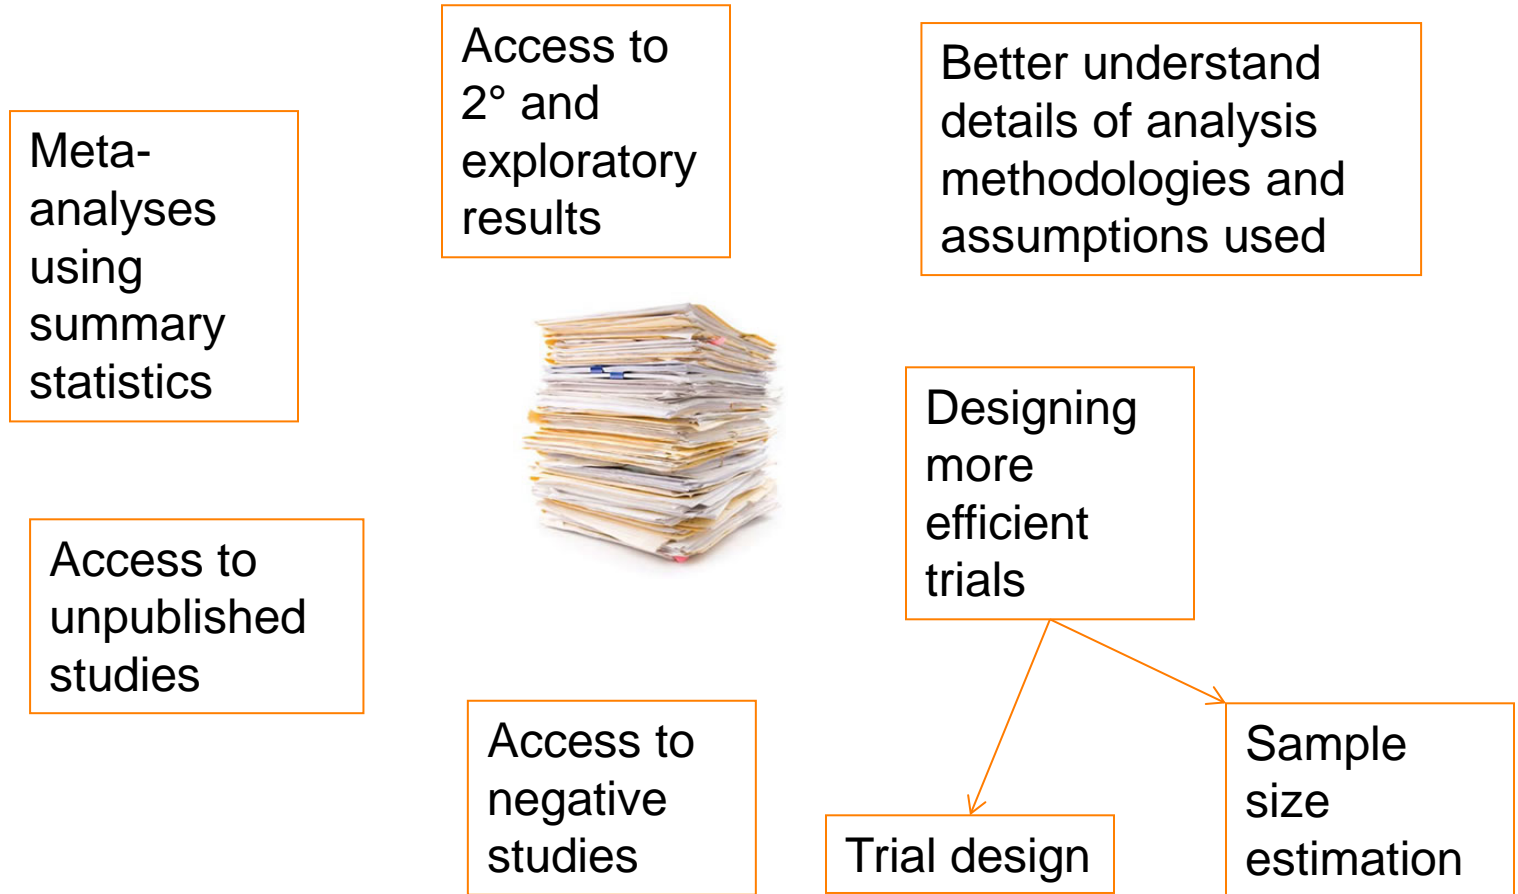 Access to
2° and
exploratory
results
Better understand
details of analysis
methodologies and
assumptions used
Meta-
analyses
using
summary
statistics
Designing
more
efficient
trials
Access to
unpublished
studies
Access to
negative
studies
Trial design
Sample
size
estimation